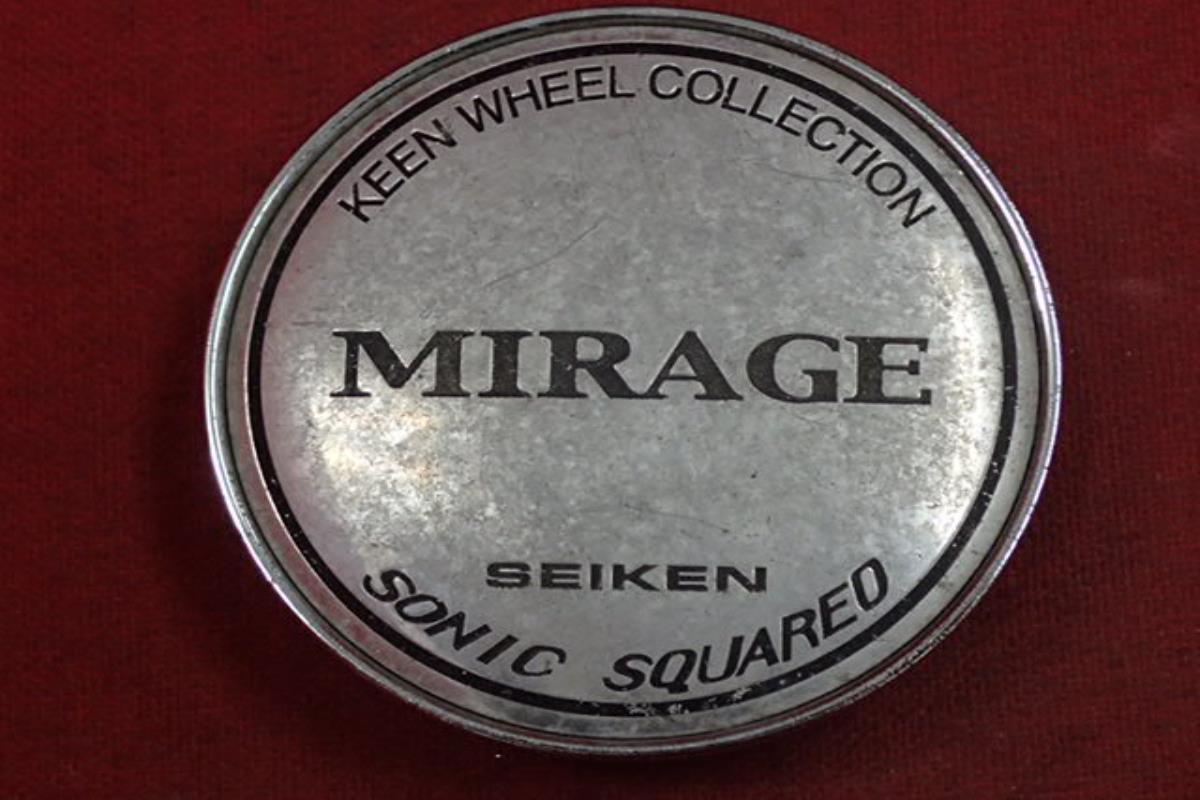 KEEN WHEEL COLLECTION
MIRAGE
SEIKEN
SONIC SQUARED